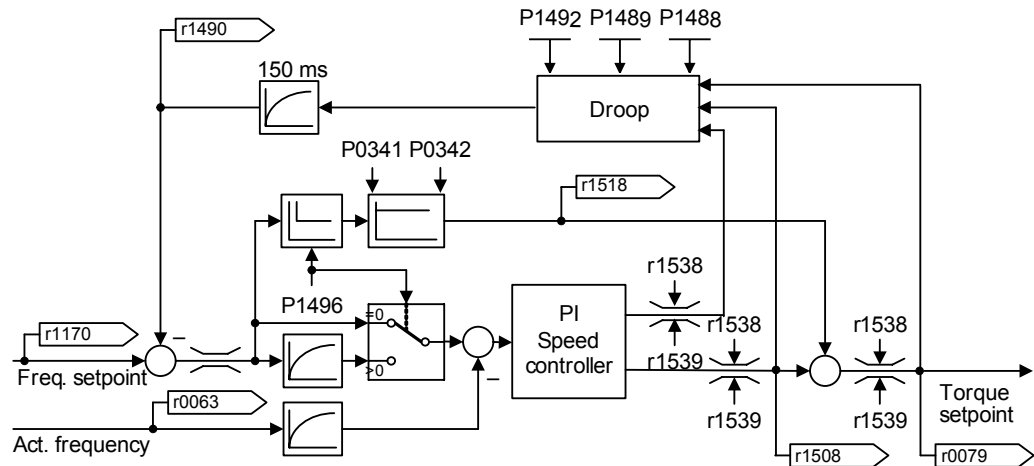 r1490
P1492 P1489 P1488
150 ms
Droop
P0341 P0342
r1518
P1496
=0
>0
r1170
Freq. setpoint
r0063
Act. frequency
PI
Speed
controller
r1538
r1539
r1538
r1539
r1538
r1539
Torque
setpoint
r1508
r0079